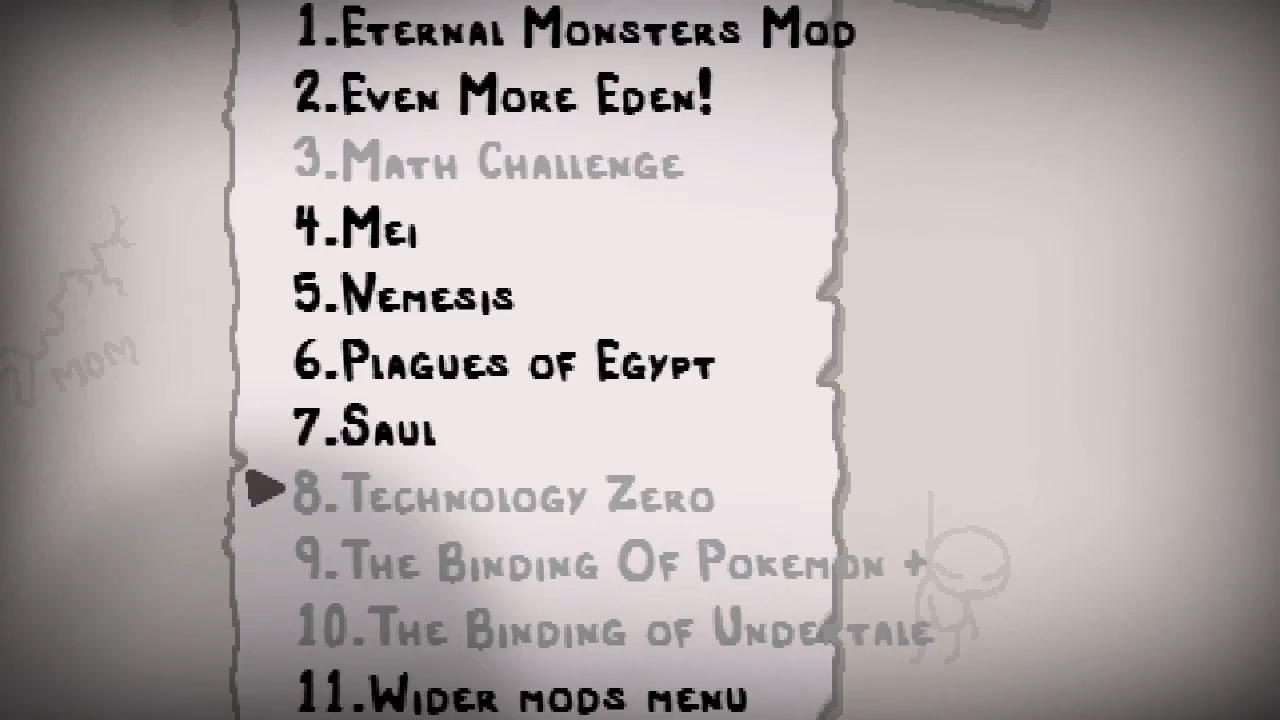 1.Eternal Monsters Mod
2.Even More Eden!
3.Math Challenge
4.Mei
5.Nemesis
6.Plagues of Egypt
MOM
7.Saul
8.Technology Zero
9.The Binding Of Pokemon +
10.The Binding of Undertale
11.Wider mods menu